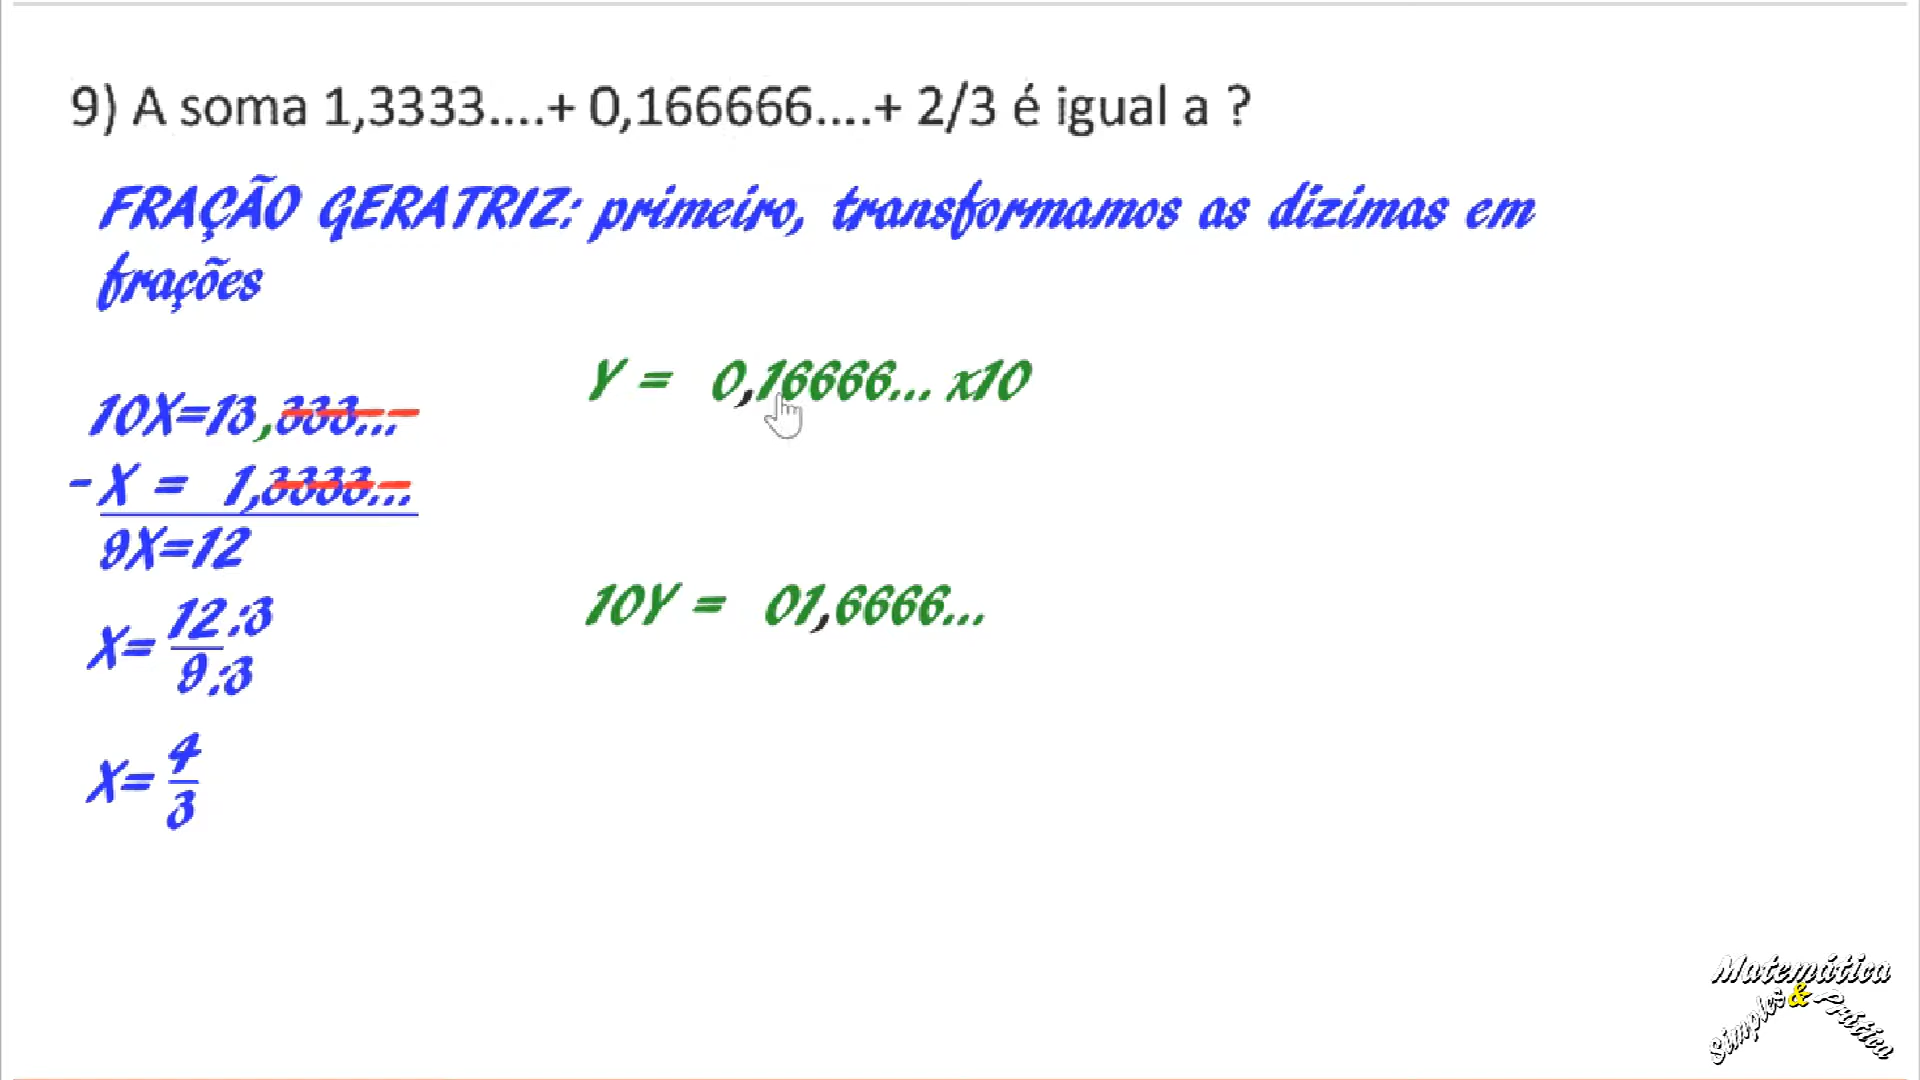 9) A soma 1,3333....+ 0,166666....+ 2/3 é igual a ?
FRAÇÃO GERATRIZ: primeiro, transformamos as dízimas em
frações
10X=13,333...
- X = 1,3333...
9X=12
X= 12:3
9:3
X= 4
3
Y = 0,16666... x10
10Y = 01,6666...
Matemática
Simples & Prática